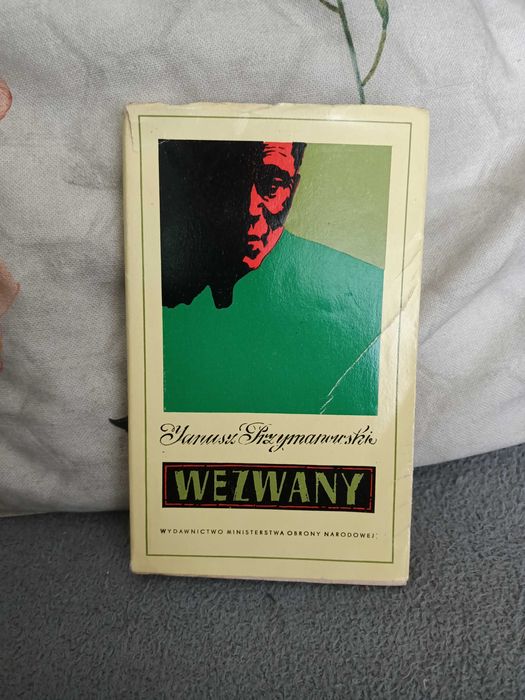 Janusz Przymanowski
WEZWANY
WYDAWNICTWO MINISTERSTWA OBRONY NARODOWEJ